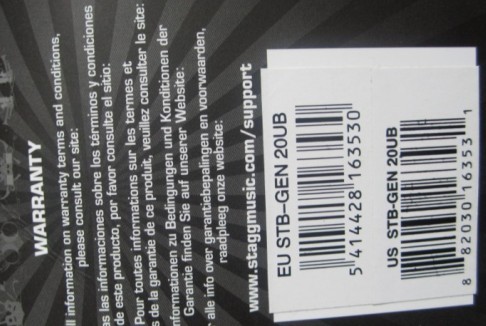 WARRANTY
ll information on warranty terms and conditions,
please consult our site:
as las informaciones sobre los términos y condiciones
de este producto, por favor consulte el sitio:
Pour toutes informations sur les termes et
s de la garantie de ce produit, veuillez consulter le site:
nformationen zu Bedingungen und Konditionen der
Garantie finden Sie auf unserer Website:
r alle info over garantiebepalingen en voorwaarden,
raadpleeg onze website:
www.staggmusic.com/support
EU STB-GEN 20UB
5 414428 163530
US STB-GEN 20UB
8 82030 16353 1